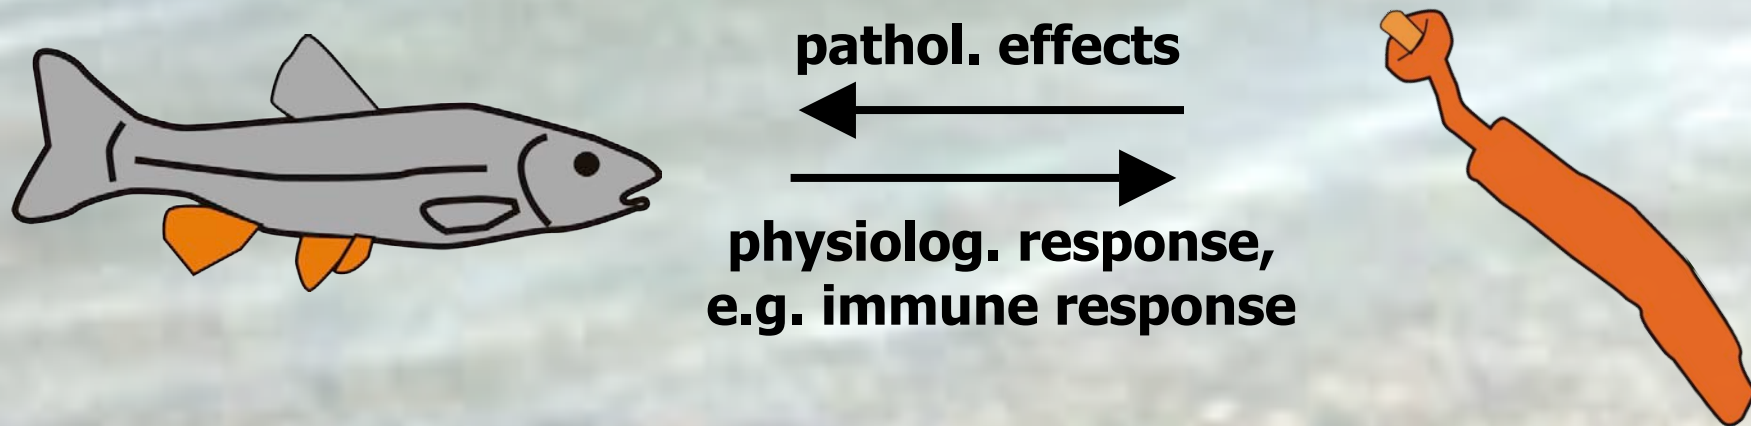 pathol. effects
physiolog. response,
e.g. immune response